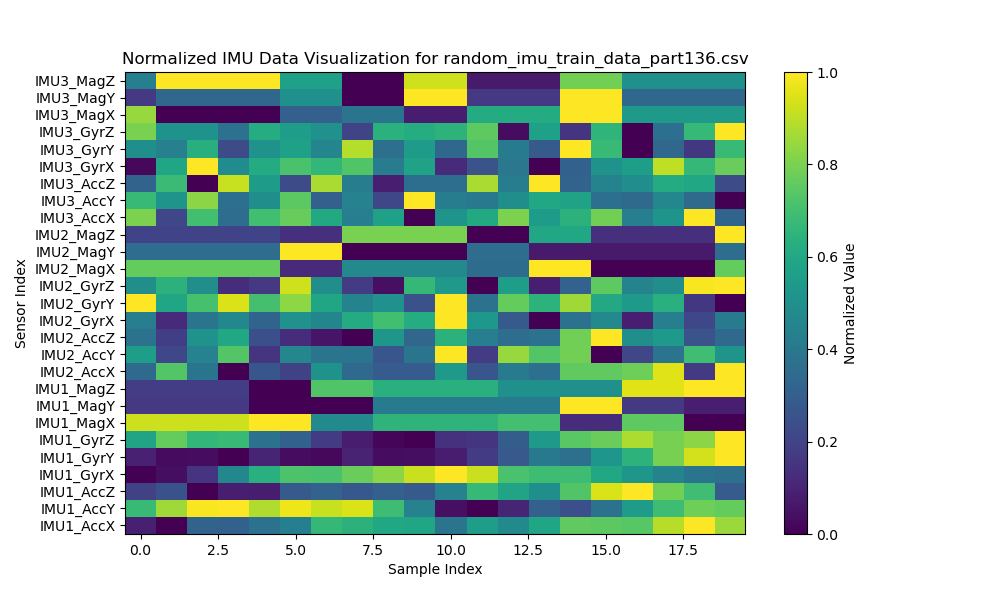 Normalized IMU Data Visualization for random_imu_train_data_part136.csv
IMU3_MagZ
IMU3_MagY
IMU3_MagX
IMU3_GyrZ
IMU3_GyrY
IMU3_GyrX
IMU3_AccZ
IMU3_AccY
IMU3_AccX
IMU2_MagZ
IMU2_MagY
IMU2_MagX
IMU2_GyrZ
IMU2_GyrY
IMU2_GyrX
IMU2_AccZ
IMU2_AccY
IMU2_AccX
IMU1_MagZ
IMU1_MagY
IMU1_MagX
IMU1_GyrZ
IMU1_GyrY
IMU1_GyrX
IMU1_AccZ
IMU1_AccY
IMU1_AccX
Sensor Index
0.0 2.5 5.0 7.5 10.0 12.5 15.0 17.5
Sample Index
1.0
0.8
0.6
0.4
0.2
0.0
Normalized Value